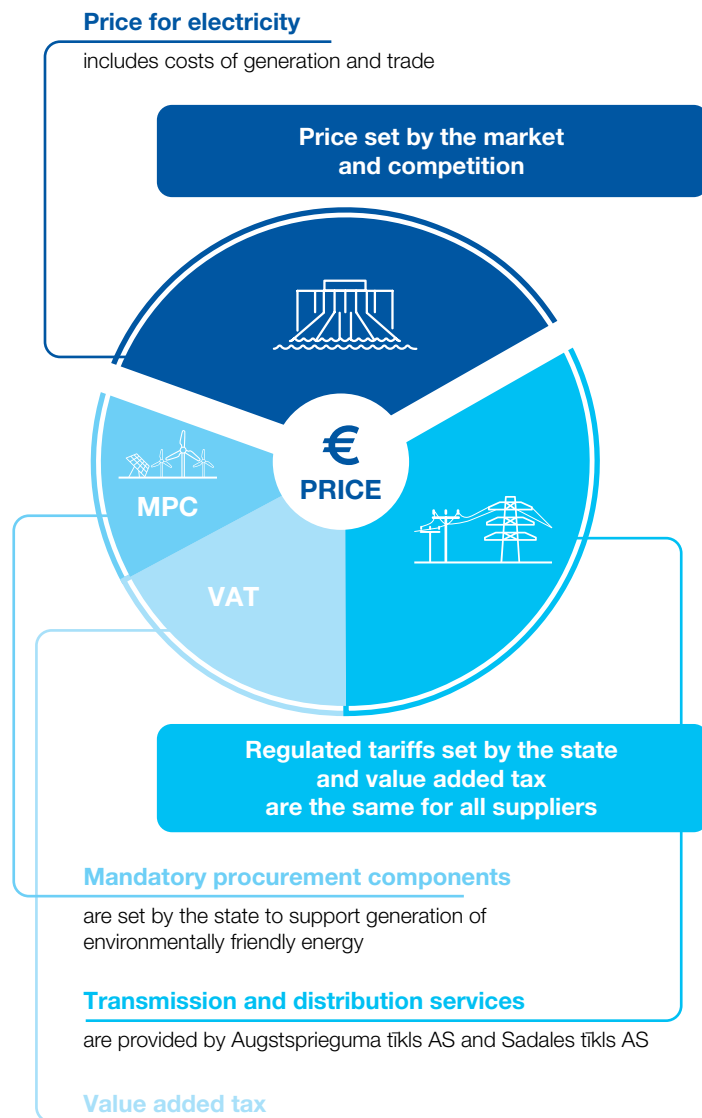 Price for electricity
includes costs of generation and trade
Price set by the market
and competition
€
PRICE
MPC
VAT
Regulated tariffs set by the state
and value added tax
are the same for all suppliers
Mandatory procurement components
are set by the state to support generation of
environmentally friendly energy
Transmission and distribution services
are provided by Augstsprieguma tīkls AS and Sadales tīkls AS
Value added tax